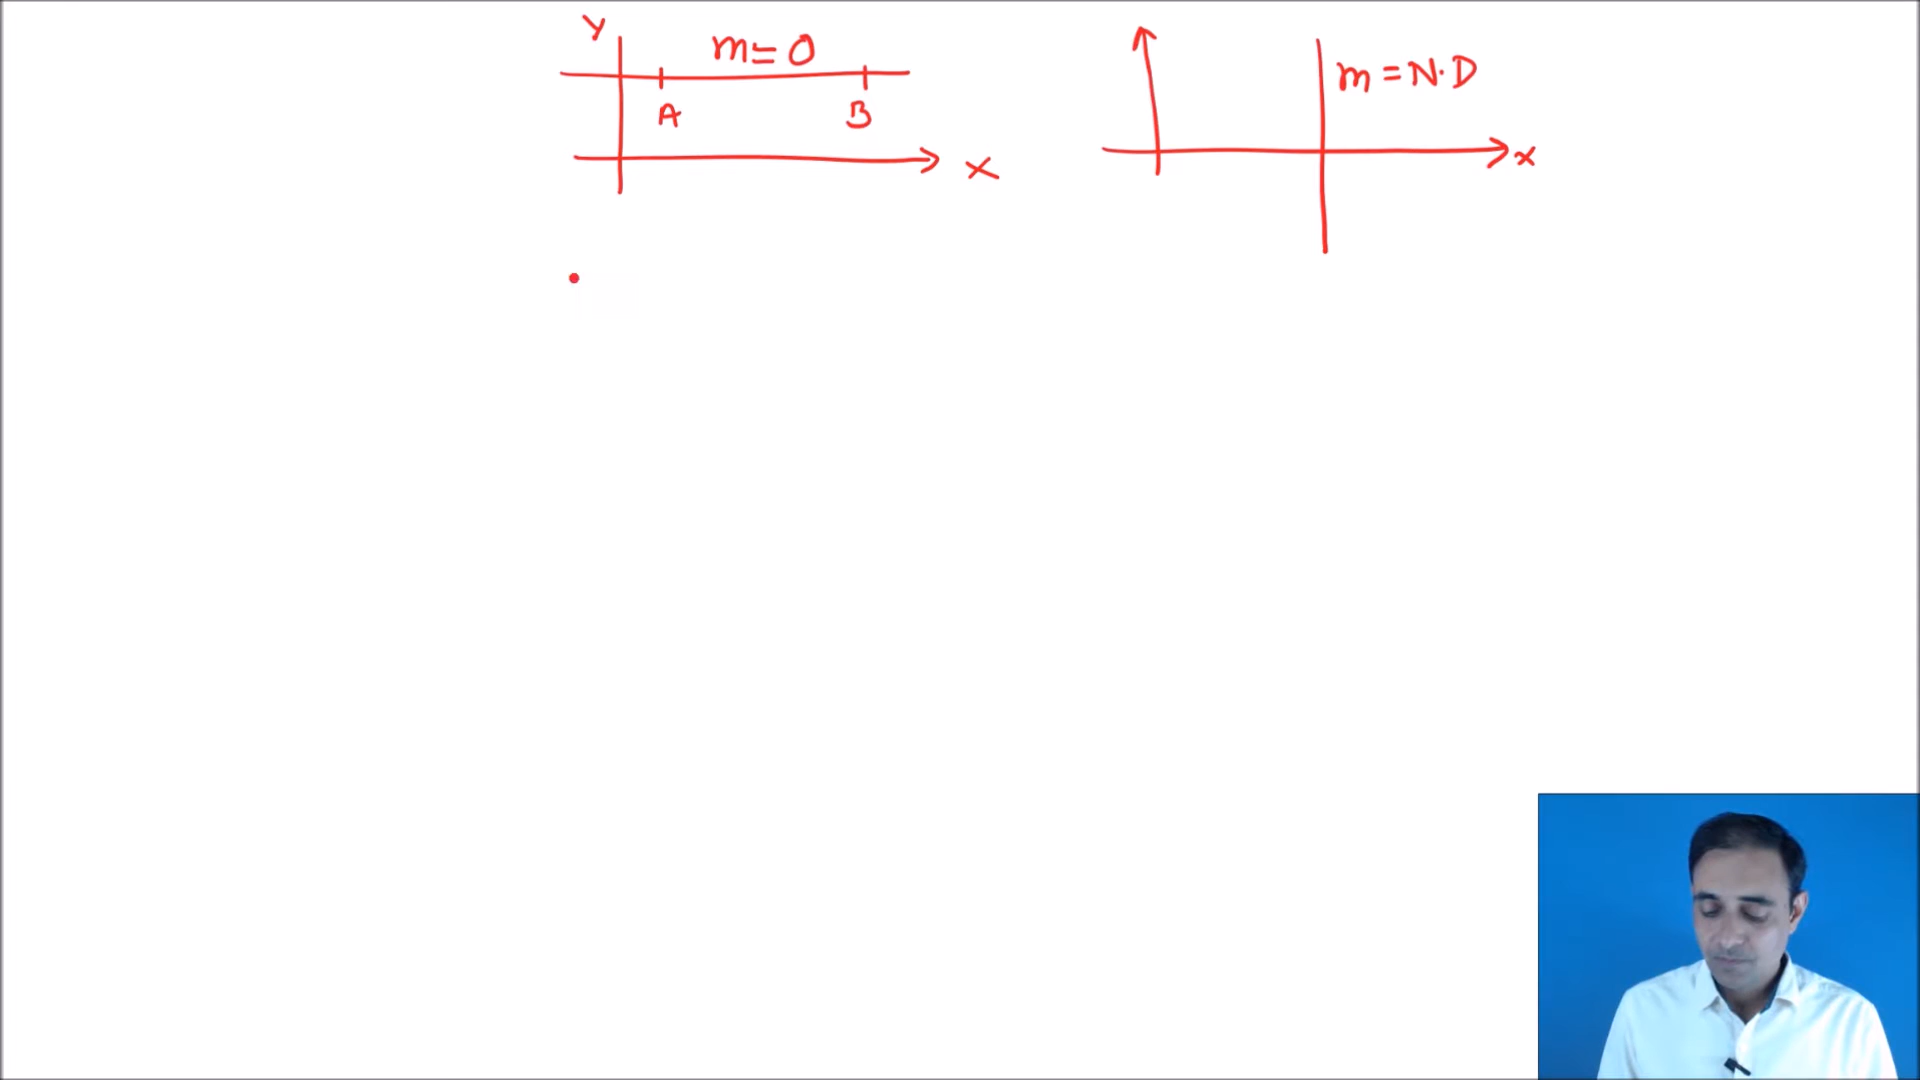 Y
m = 0
A B
X
m = N.D
x